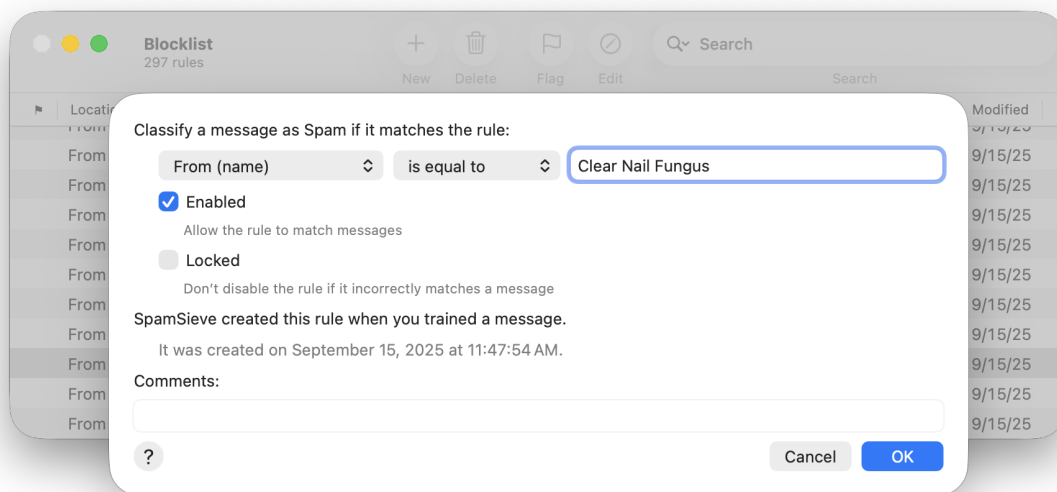 Blocklist
297 rules
New
Delete
Flag
Edit
Search
Search
Modified
From
9/15/25
From
9/15/25
From
9/15/25
From
9/15/25
From
9/15/25
From
9/15/25
From
9/15/25
From
9/15/25
From
9/15/25
From
9/15/25
From
9/15/25
Classify a message as Spam if it matches the rule:
From (name)
is equal to
Clear Nail Fungus
Enabled
Allow the rule to match messages
Locked
Don't disable the rule if it incorrectly matches a message
SpamSieve created this rule when you trained a message.
It was created on September 15, 2025 at 11:47:54 AM.
Comments:
?
Cancel
OK